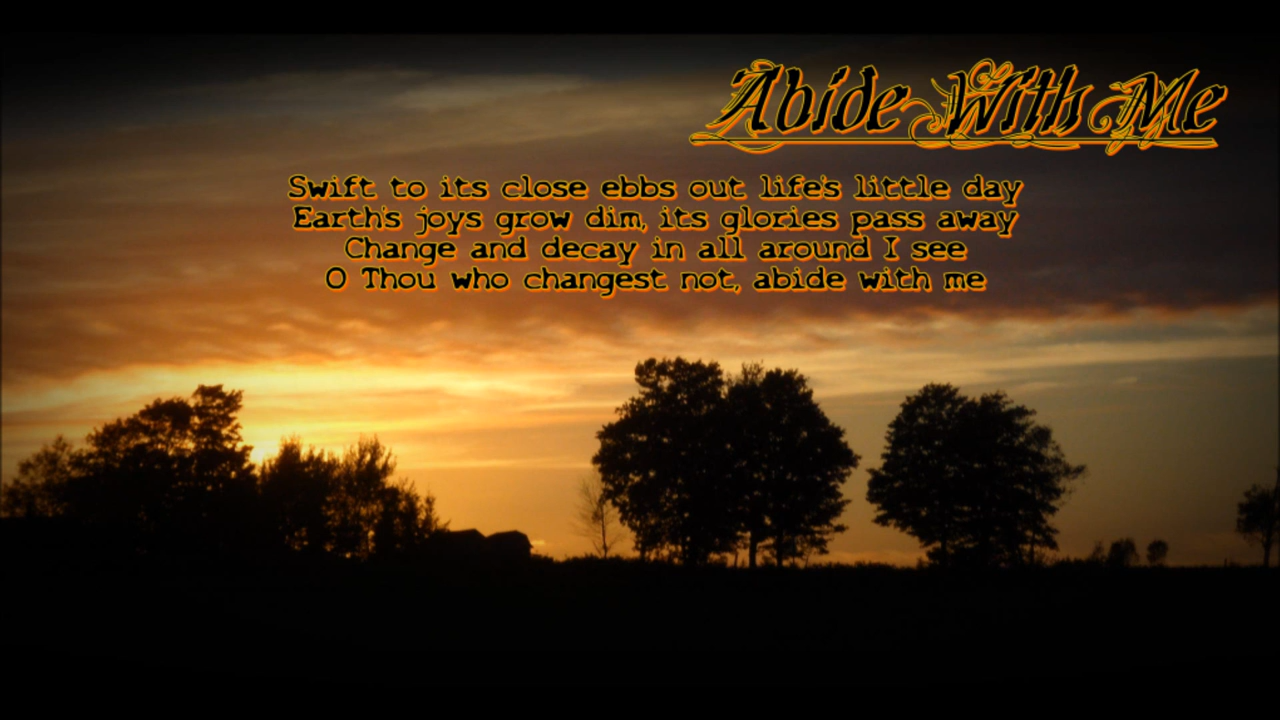 Abide With Me
Swift to its close ebbs out life's little day
Earth's joys grow dim, its glories pass away
Change and decay in all around I see
O Thou who changest not, abide with me